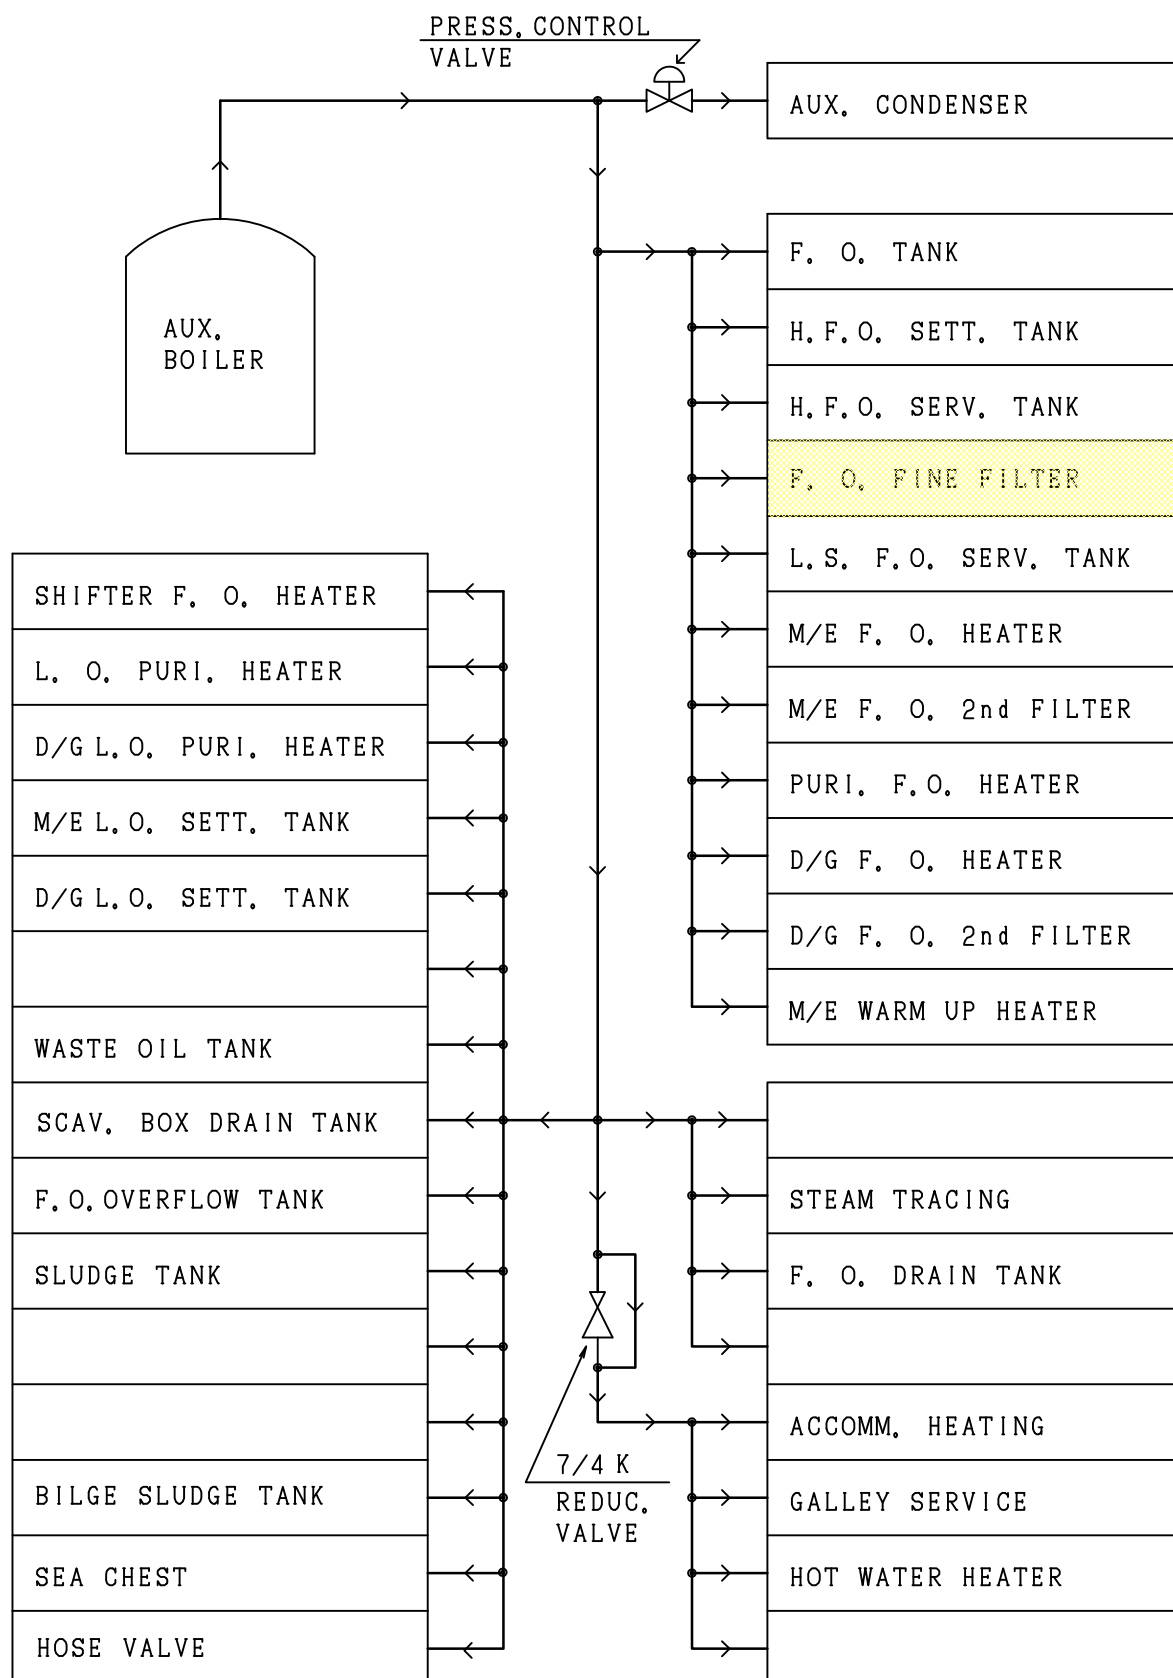 PRESS. CONTROL
VALVE
AUX. CONDENSER
AUX.
BOILER
F. O. TANK
H.F.O. SETT. TANK
H.F.O. SERV. TANK
F. O. FINE FILTER
L.S. F.O. SERV. TANK
M/E F. O. HEATER
M/E F. O. 2nd FILTER
PURI. F.O. HEATER
D/G F. O. HEATER
D/G F. O. 2nd FILTER
M/E WARM UP HEATER
SHIFTER F. O. HEATER
L. O. PURI. HEATER
D/G L.O. PURI. HEATER
M/E L.O. SETT. TANK
D/G L.O. SETT. TANK
WASTE OIL TANK
SCAV. BOX DRAIN TANK
F.O.OVERFLOW TANK
SLUDGE TANK
BILGE SLUDGE TANK
SEA CHEST
HOSE VALVE
STEAM TRACING
F. O. DRAIN TANK
7/4 K
REDUC.
VALVE
ACCOMM. HEATING
GALLEY SERVICE
HOT WATER HEATER